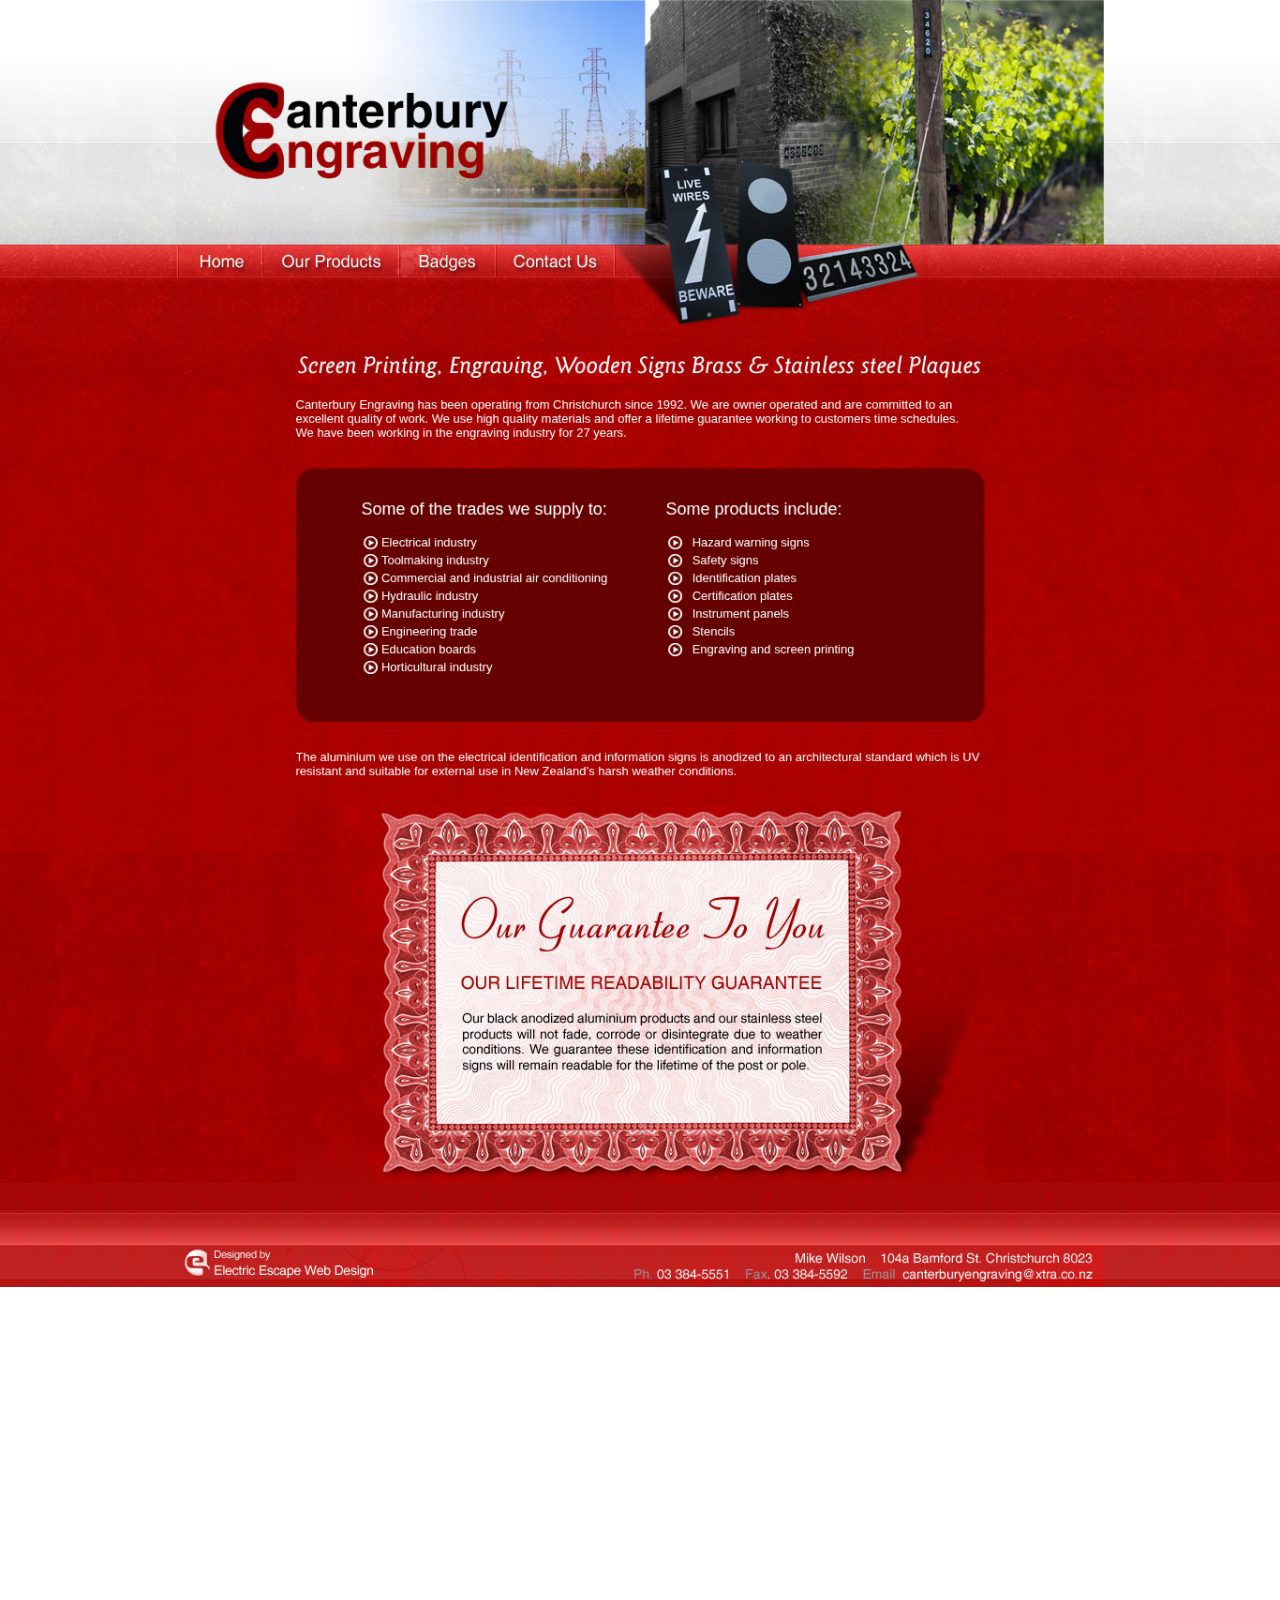 Canterbury
Engraving
34620
LIVE
WIRES
BEWARE
32143324
Home
Our Products
Badges
Contact Us
Screen Printing, Engraving, Wooden Signs Brass & Stainless steel Plaques
Canterbury Engraving has been operating from Christchurch since 1992. We are owner operated and are committed to an
excellent quality of work. We use high quality materials and offer a lifetime guarantee working to customers time schedules.
We have been working in the engraving industry for 27 years.
Some of the trades we supply to:
Electrical industry
Toolmaking industry
Commercial and industrial air conditioning
Hydraulic industry
Manufacturing industry
Engineering trade
Education boards
Horticultural industry
Some products include:
Hazard warning signs
Safety signs
Identification plates
Certification plates
Instrument panels
Stencils
Engraving and screen printing
The aluminium we use on the electrical identification and information signs is anodized to an architectural standard which is UV
resistant and suitable for external use in New Zealand's harsh weather conditions.
Our Guarantee To You
OUR LIFETIME READABILITY GUARANTEE
Our black anodized aluminium products and our stainless steel
products will not fade, corrode or disintegrate due to weather
conditions. We guarantee these identification and information
signs will remain readable for the lifetime of the post or pole.
Designed by
Electric Escape Web Design
Mike Wilson 104a Bamford St. Christchurch 8023
Ph. 03 384-5551 Fax. 03 384-5592 Email canterburyengraving@xtra.co.nz